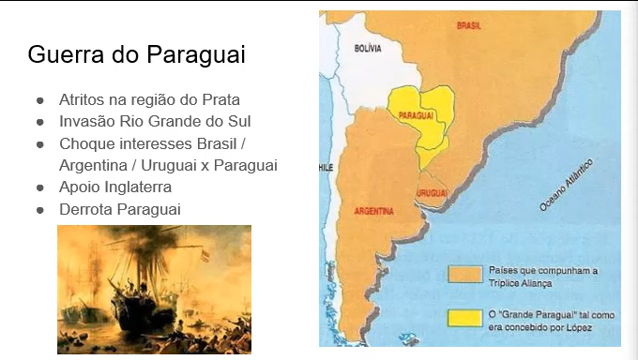 Guerra do Paraguai
● Atritos na região do Prata
● Invasão Rio Grande do Sul
● Choque interesses Brasil /
Argentina / Uruguai x Paraguai
● Apoio Inglaterra
● Derrota Paraguai
BRASIL
BOLÍVIA
PARAGUAI
HILE
URUGUAI
ARGENTINA
Oceano Atlântico
Países que compunham a
Tríplice Aliança
O "Grande Paraguai" tal como
era concebido por López